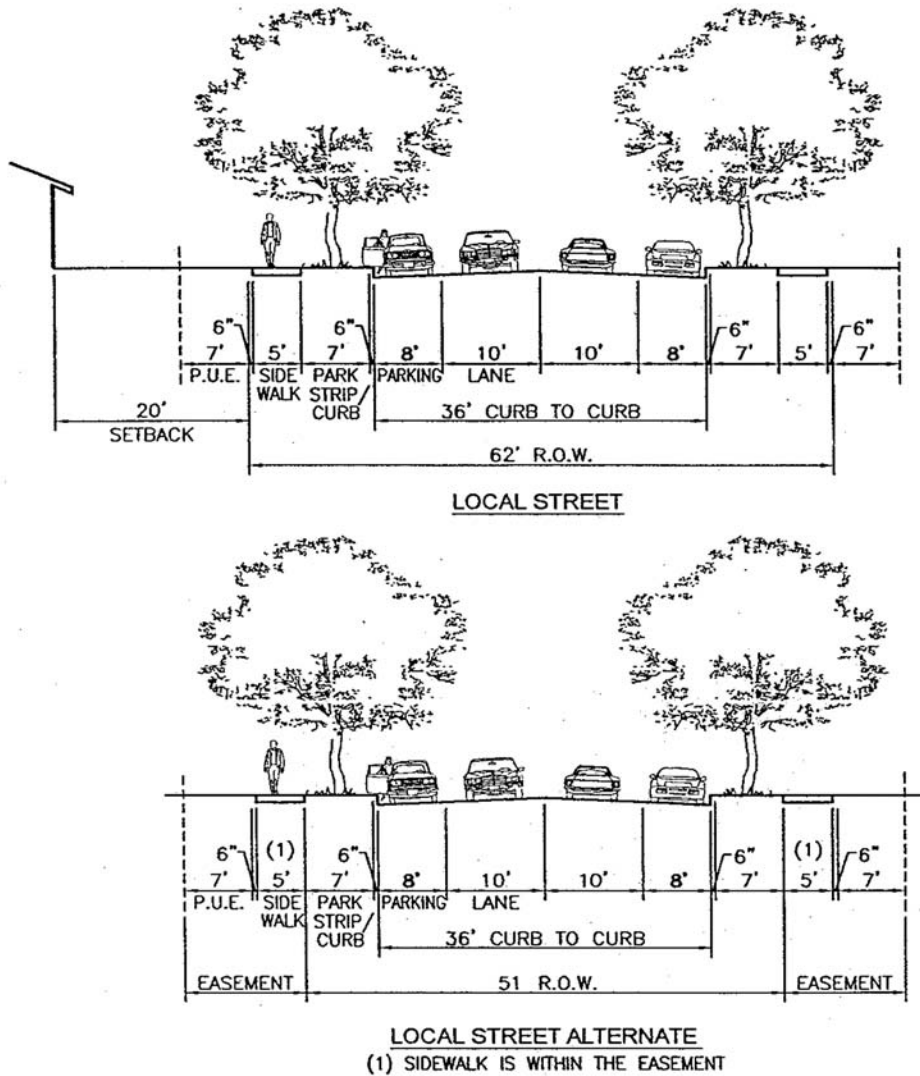 6" 6" 6" 6"
7' 5' 7' 8' 10' 10' 8' 7' 5' 7'
P.U.E. SIDE WALK PARK STRIP/ CURB PARKING LANE
20'
SETBACK
36' CURB TO CURB
62' R.O.W.
LOCAL STREET
6" (1) 6" 6" (1) 6"
7' 5' 7' 8' 10' 10' 8' 7' 5' 7'
P.U.E. SIDE WALK PARK STRIP/ CURB PARKING LANE
36' CURB TO CURB
EASEMENT 51 R.O.W. EASEMENT
LOCAL STREET ALTERNATE
(1) SIDEWALK IS WITHIN THE EASEMENT